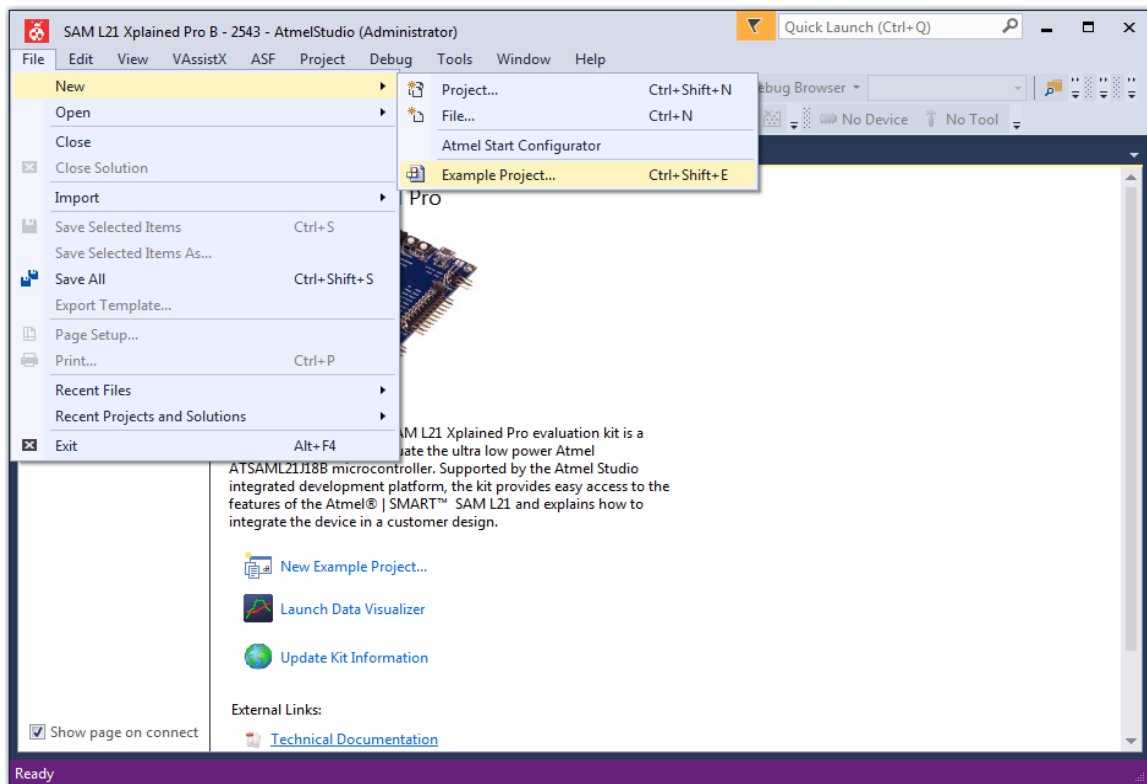 SAM L21 Xplained Pro B - 2543 - AtmelStudio (Administrator)
Quick Launch (Ctrl+Q)
File Edit View VAssistX ASF Project Debug Tools Window Help
New
Open
Close
Close Solution
Import
Save Selected Items Ctrl+S
Save Selected Items As...
Save All Ctrl+Shift+S
Export Template...
Page Setup...
Print... Ctrl+P
Recent Files
Recent Projects and Solutions
Exit Alt+F4
Project... Ctrl+Shift+N
File... Ctrl+N
Atmel Start Configurator
Example Project... Ctrl+Shift+E
ebug Browser
No Device No Tool
Pro
AM L21 Xplained Pro evaluation kit is a
uate the ultra low power Atmel
ATSAML21J18B microcontroller. Supported by the Atmel Studio
integrated development platform, the kit provides easy access to the
features of the Atmel® | SMART™ SAM L21 and explains how to
integrate the device in a customer design.
New Example Project...
Launch Data Visualizer
Update Kit Information
External Links:
Show page on connect
Technical Documentation
Ready